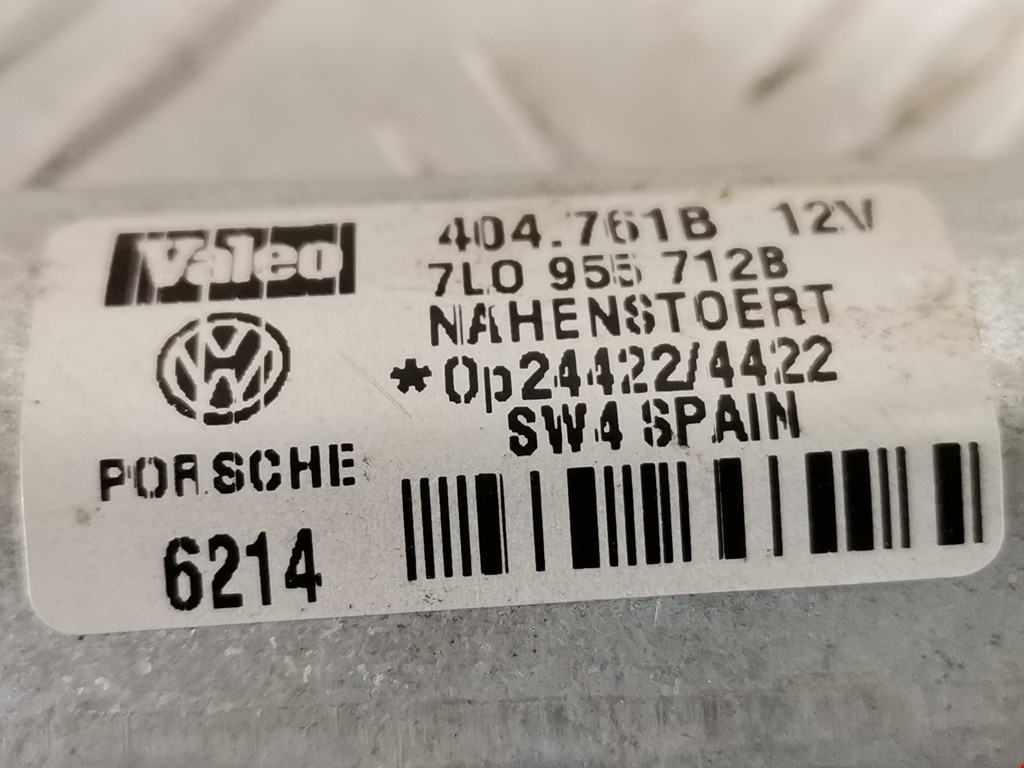 Valeo
404.761B 12V
7L0 955 712B
NAHENSTOERT
*Op24422/4422
SW4 SPAIN
PORSCHE
6214